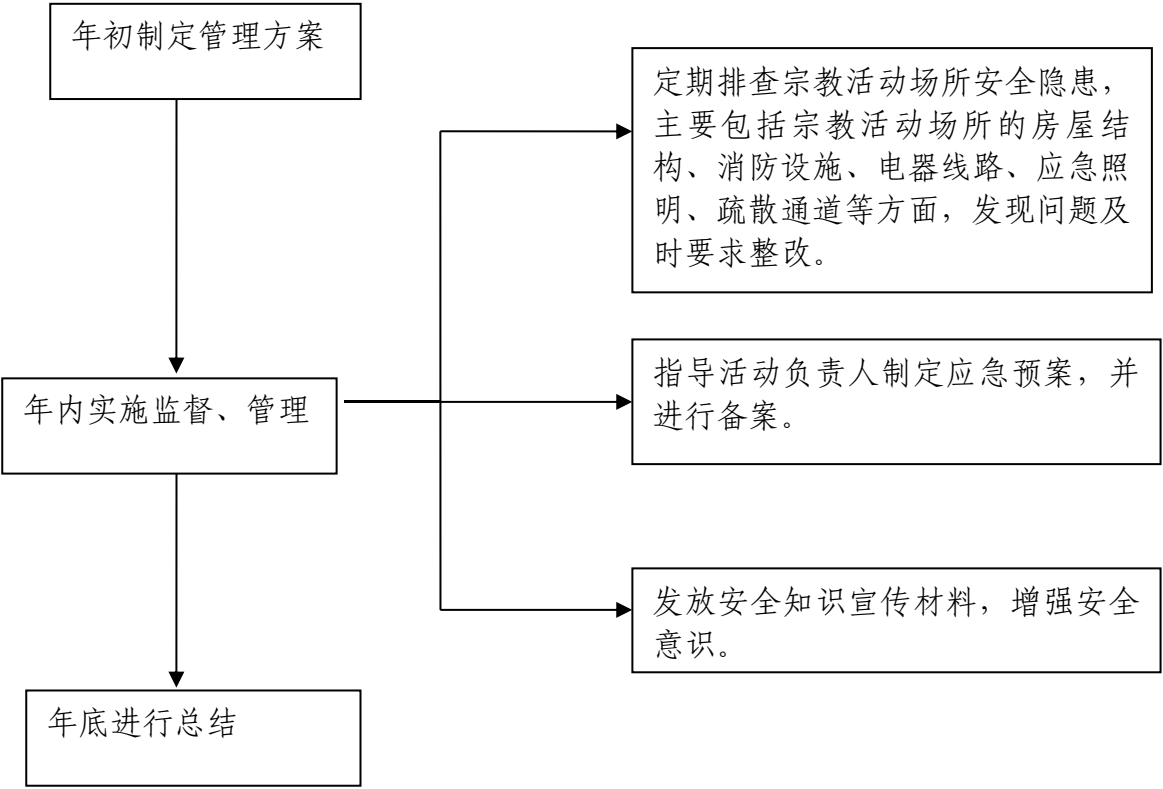 年初制定管理方案
定期排查宗教活动场所安全隐患，
主要包括宗教活动场所的房屋结
构、消防设施、电器线路、应急照
明、疏散通道等方面，发现问题及
时要求整改。
年内实施监督、管理
指导活动负责人制定应急预案，并
进行备案。
发放安全知识宣传材料，增强安全
意识。
年底进行总结